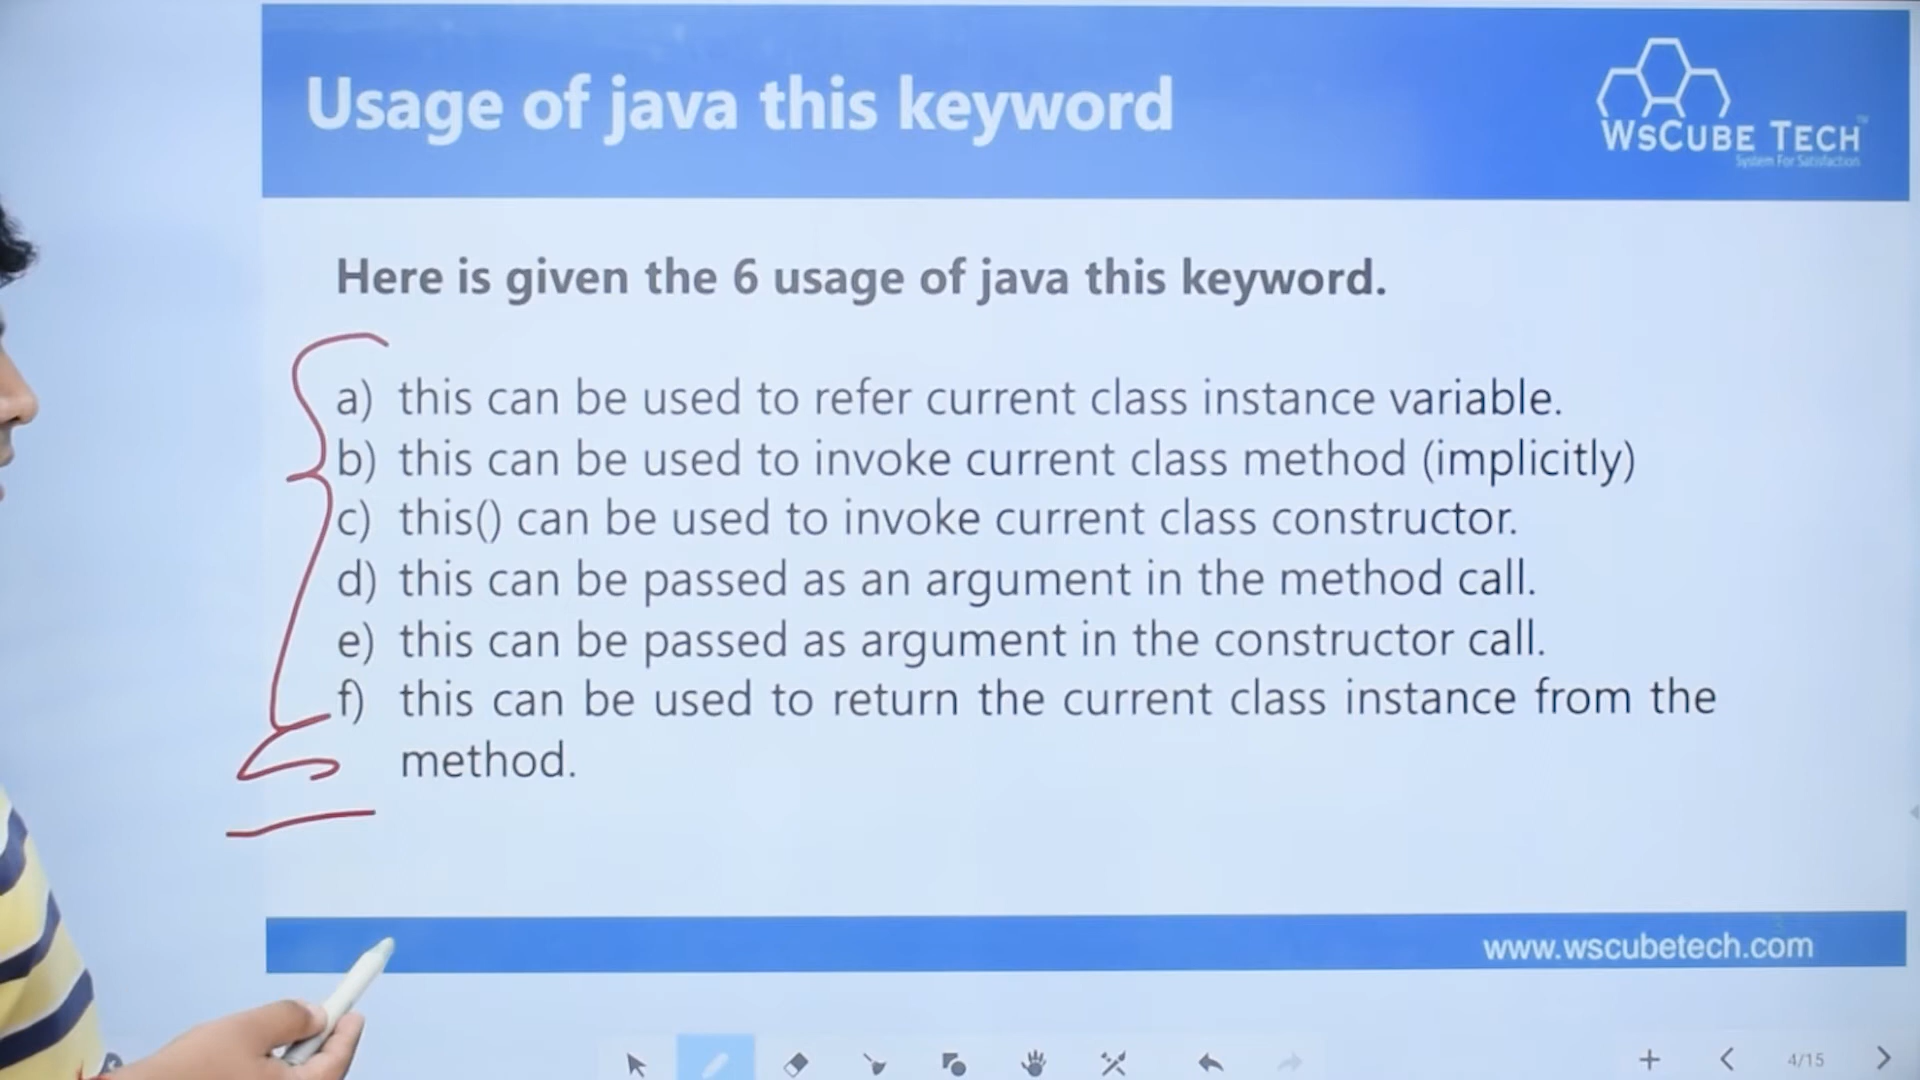 Usage of java this keyword
WSCUBE TECH
TM
System For Satisfaction
Here is given the 6 usage of java this keyword.
a) this can be used to refer current class instance variable.
b) this can be used to invoke current class method (implicitly)
c) this() can be used to invoke current class constructor.
d) this can be passed as an argument in the method call.
e) this can be passed as argument in the constructor call.
f) this can be used to return the current class instance from the
method.
www.wscubetech.com
4/15